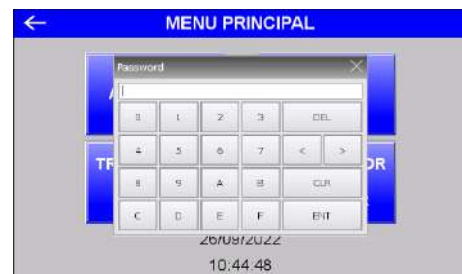 MENU PRINCIPAL
Password
0 1 2 3 DEL
4 5 6 7 < >
8 9 A B CLR
C D E F ENT
26/09/2022
10:44:48